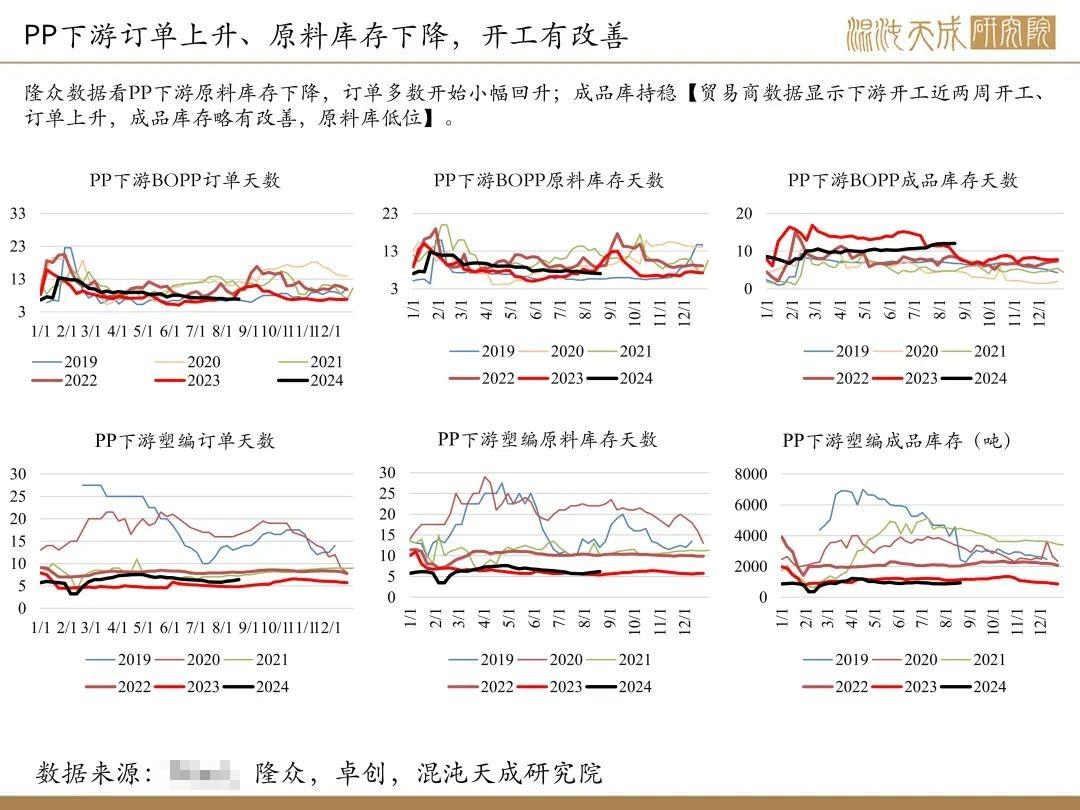 PP下游订单上升、原料库存下降，开工有改善
混沌天成研究院
隆众数据看PP下游原料库存下降，订单多数开始小幅回升；成品库持稳【贸易商数据显示下游开工近两周开工、
订单上升，成品库存略有改善，原料库低位】。
PP下游BOPP订单天数
33
23
13
3
1/1 2/1 3/1 4/1 5/1 6/1 7/1 8/1 9/1 10/1 11/1 12/1
2019 2020 2021
2022 2023 2024
PP下游BOPP原料库存天数
23
13
3
1/1 2/1 3/1 4/1 5/1 6/1 7/1 8/1 9/1 10/1 11/1 12/1
2019 2020 2021
2022 2023 2024
PP下游BOPP成品库存天数
20
10
0
1/1 2/1 3/1 4/1 5/1 6/1 7/1 8/1 9/1 10/1 11/1 12/1
2019 2020 2021
2022 2023 2024
PP下游塑编订单天数
30
25
20
15
10
5
0
1/1 2/1 3/1 4/1 5/1 6/1 7/1 8/1 9/1 10/1 11/1 12/1
2019 2020 2021
2022 2023 2024
PP下游塑编原料库存天数
30
25
20
15
10
5
0
1/1 2/1 3/1 4/1 5/1 6/1 7/1 8/1 9/1 10/1 11/1 12/1
2019 2020 2021
2022 2023 2024
PP下游塑编成品库存（吨）
8000
6000
4000
2000
0
1/1 2/1 3/1 4/1 5/1 6/1 7/1 8/1 9/1 10/1 11/1 12/1
2019 2020 2021
2022 2023 2024
数据来源： 隆众，卓创，混沌天成研究院